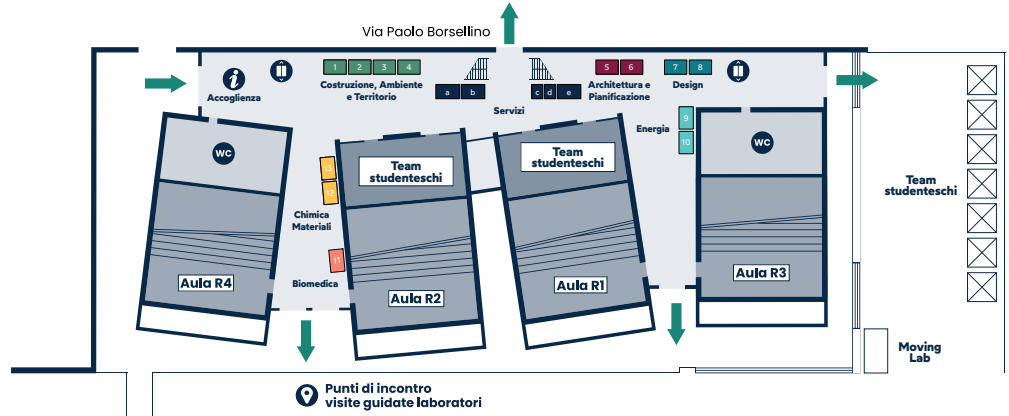 Via Paolo Borsellino
Accoglienza
1 2 3 4
Costruzione, Ambiente
e Territorio
a b
Servizi
c d e
5 6
Architettura e
Pianificazione
7 8
Design
Energia
9
10
WC
Team
studenteschi
Team
studenteschi
WC
Team
studenteschi
13
12
Chimica
Materiali
11
Biomedica
Aula R4
Aula R2
Aula R1
Aula R3
Moving
Lab
Punti di incontro
visite guidate laboratori